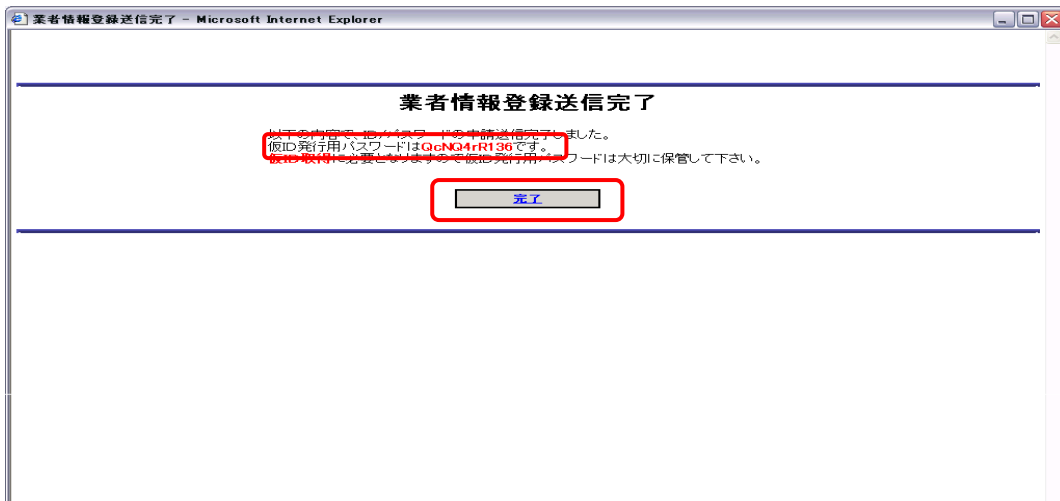 業者情報登録送信完了 - Microsoft Internet Explorer
業者情報登録送信完了
以下の内容で、ID/パスワードの申請送信完了しました。
仮ID発行用パスワードはQcNQ4rR136です。
仮ID取得に必要となりますので仮ID発行用パスワードは大切に保管して下さい。
完了